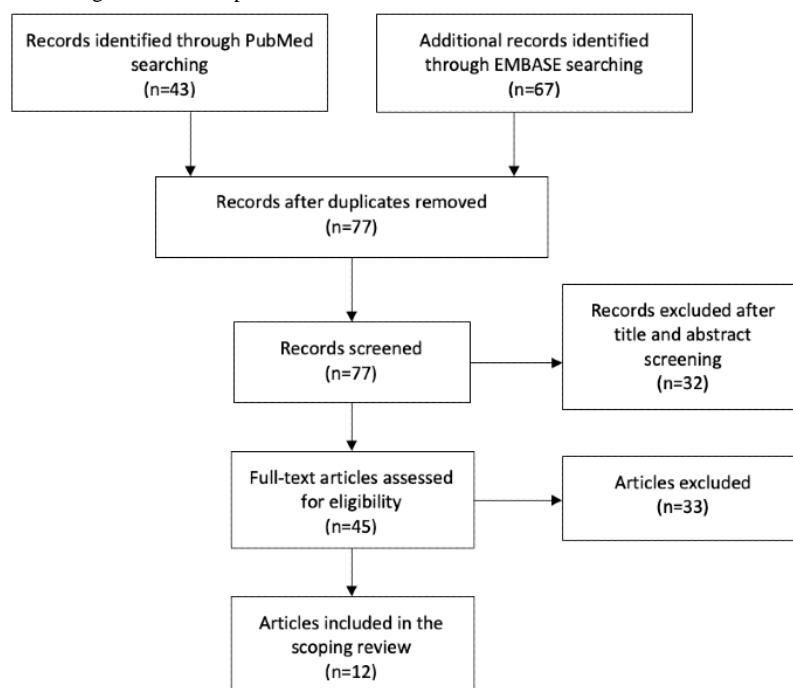 Records identified through PubMed
searching
(n=43)
Additional records identified
through EMBASE searching
(n=67)
Records after duplicates removed
(n=77)
Records screened
(n=77)
Records excluded after
title and abstract
screening
(n=32)
Full-text articles assessed
for eligibility
(n=45)
Articles excluded
(n=33)
Articles included in the
scoping review
(n=12)